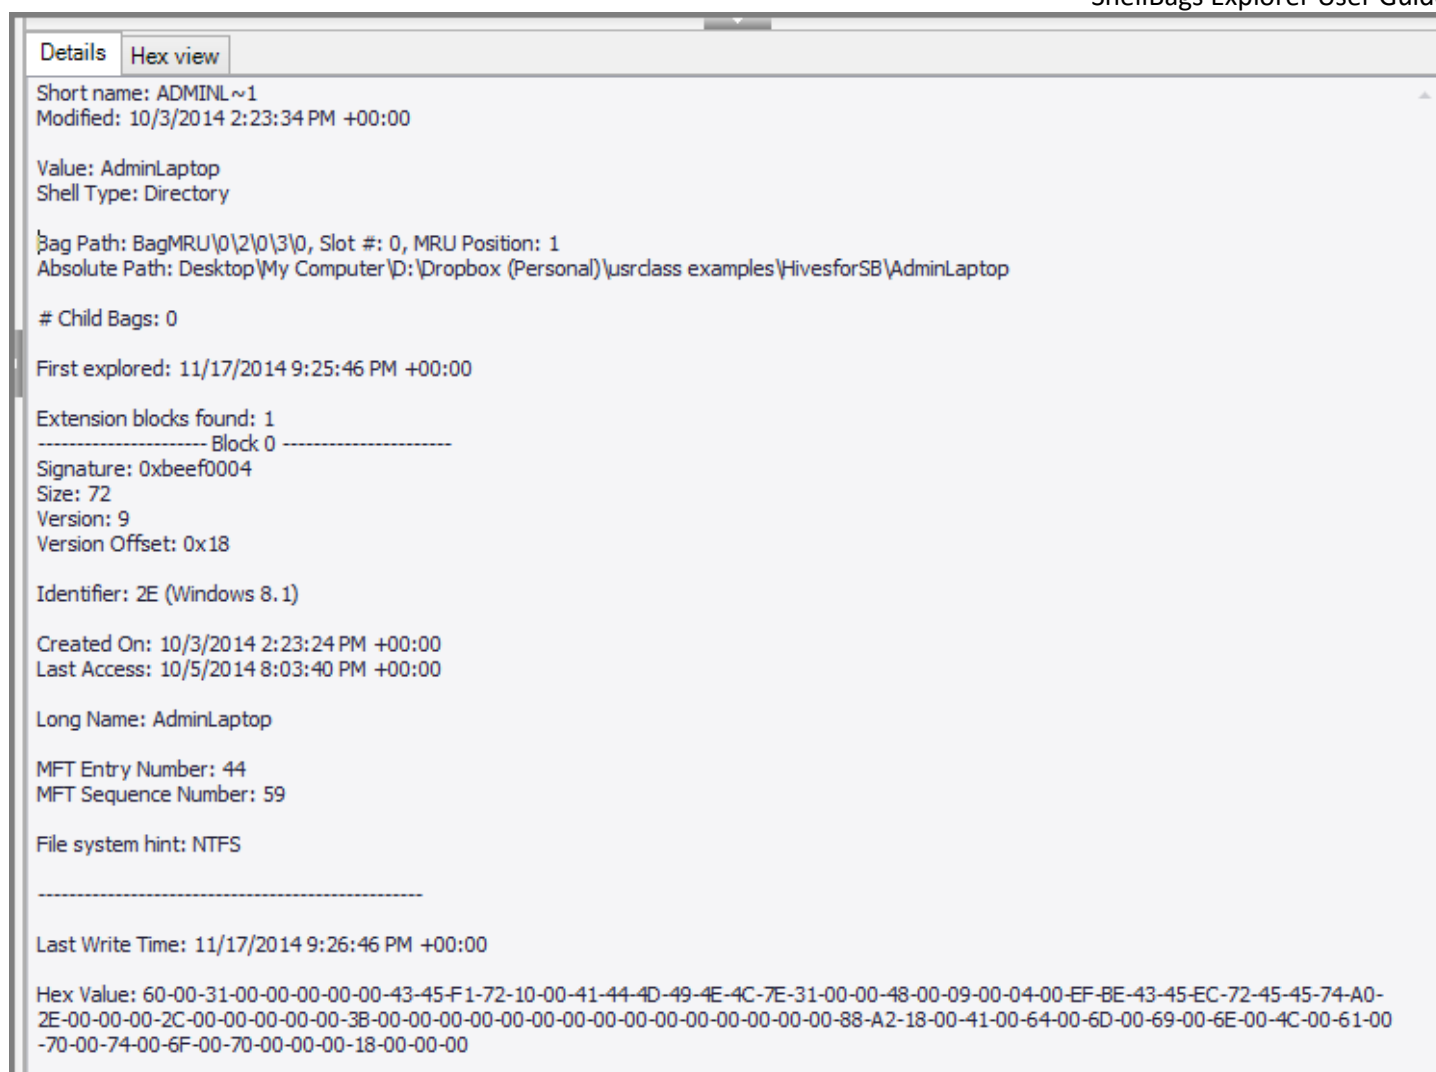 ShellBags Explorer User Guide
Details
Hex view
Short name: ADMINL~1
Modified: 10/3/2014 2:23:34 PM +00:00
Value: AdminLaptop
Shell Type: Directory
Bag Path: BagMRU\0\2\0\3\0, Slot #: 0, MRU Position: 1
Absolute Path: Desktop\My Computer\D:\Dropbox (Personal)\usrclass examples\HivesforSB\AdminLaptop
# Child Bags: 0
First explored: 11/17/2014 9:25:46 PM +00:00
Extension blocks found: 1
---------------------- Block 0 ----------------------
Signature: 0xbeef0004
Size: 72
Version: 9
Version Offset: 0x18
Identifier: 2E (Windows 8.1)
Created On: 10/3/2014 2:23:24 PM +00:00
Last Access: 10/5/2014 8:03:40 PM +00:00
Long Name: AdminLaptop
MFT Entry Number: 44
MFT Sequence Number: 59
File system hint: NTFS
--------------------------------------------------
Last Write Time: 11/17/2014 9:26:46 PM +00:00
Hex Value: 60-00-31-00-00-00-00-00-43-45-F1-72-10-00-41-44-4D-49-4E-4C-7E-31-00-00-48-00-09-00-04-00-EF-BE-43-45-EC-72-45-45-74-A0-
2E-00-00-00-2C-00-00-00-00-00-3B-00-00-00-00-00-00-00-00-00-00-00-00-00-00-00-88-A2-18-00-41-00-64-00-6D-00-69-00-6E-00-4C-00-61-00
-70-00-74-00-6F-00-70-00-00-00-18-00-00-00